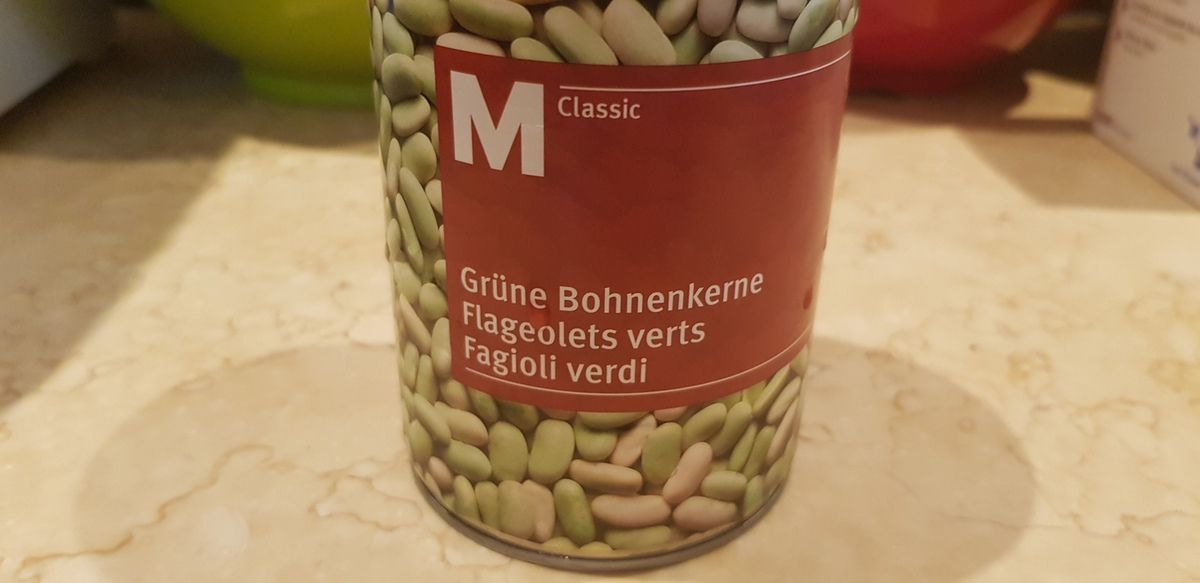 M Classic
Grüne Bohnenkerne
Flageolets verts
Fagioli verdi